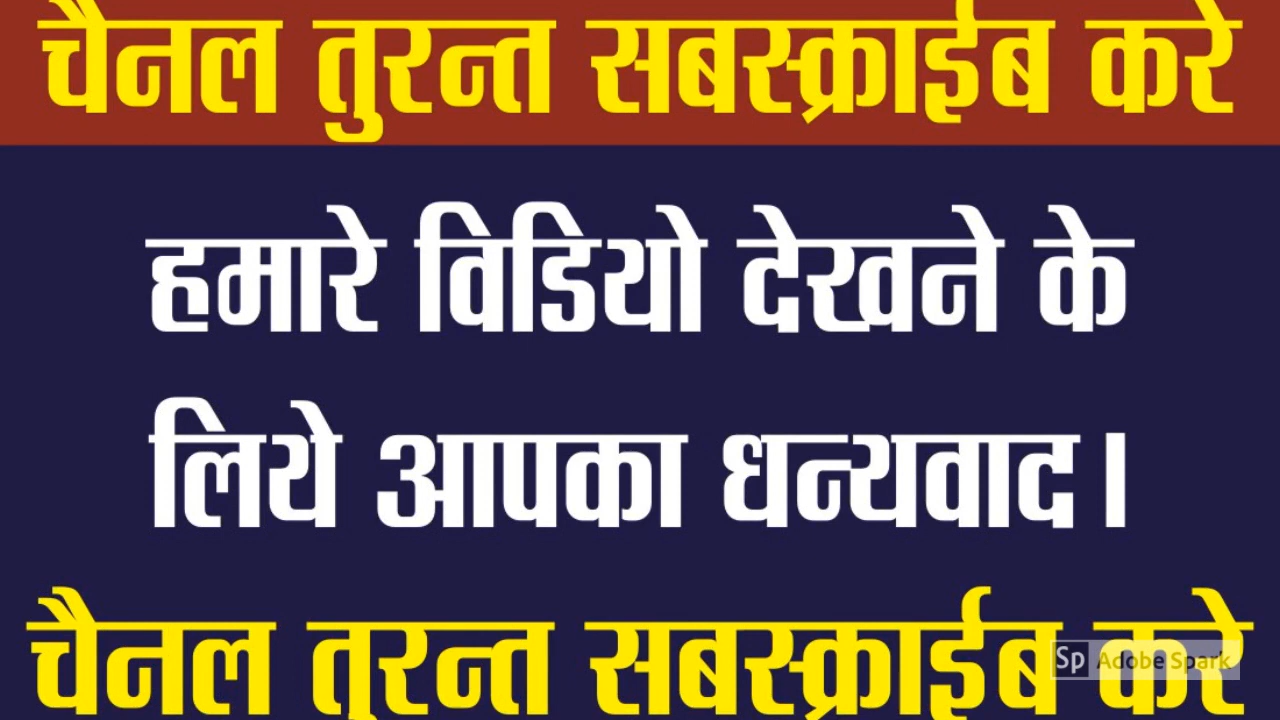 चैनल तुरन्त सबस्क्राईब करे
हमारे विडियो देखने के
लिये आपका धन्यवाद।
चैनल तुरन्त सबस्क्राईब करे
Sp Adobe Spark